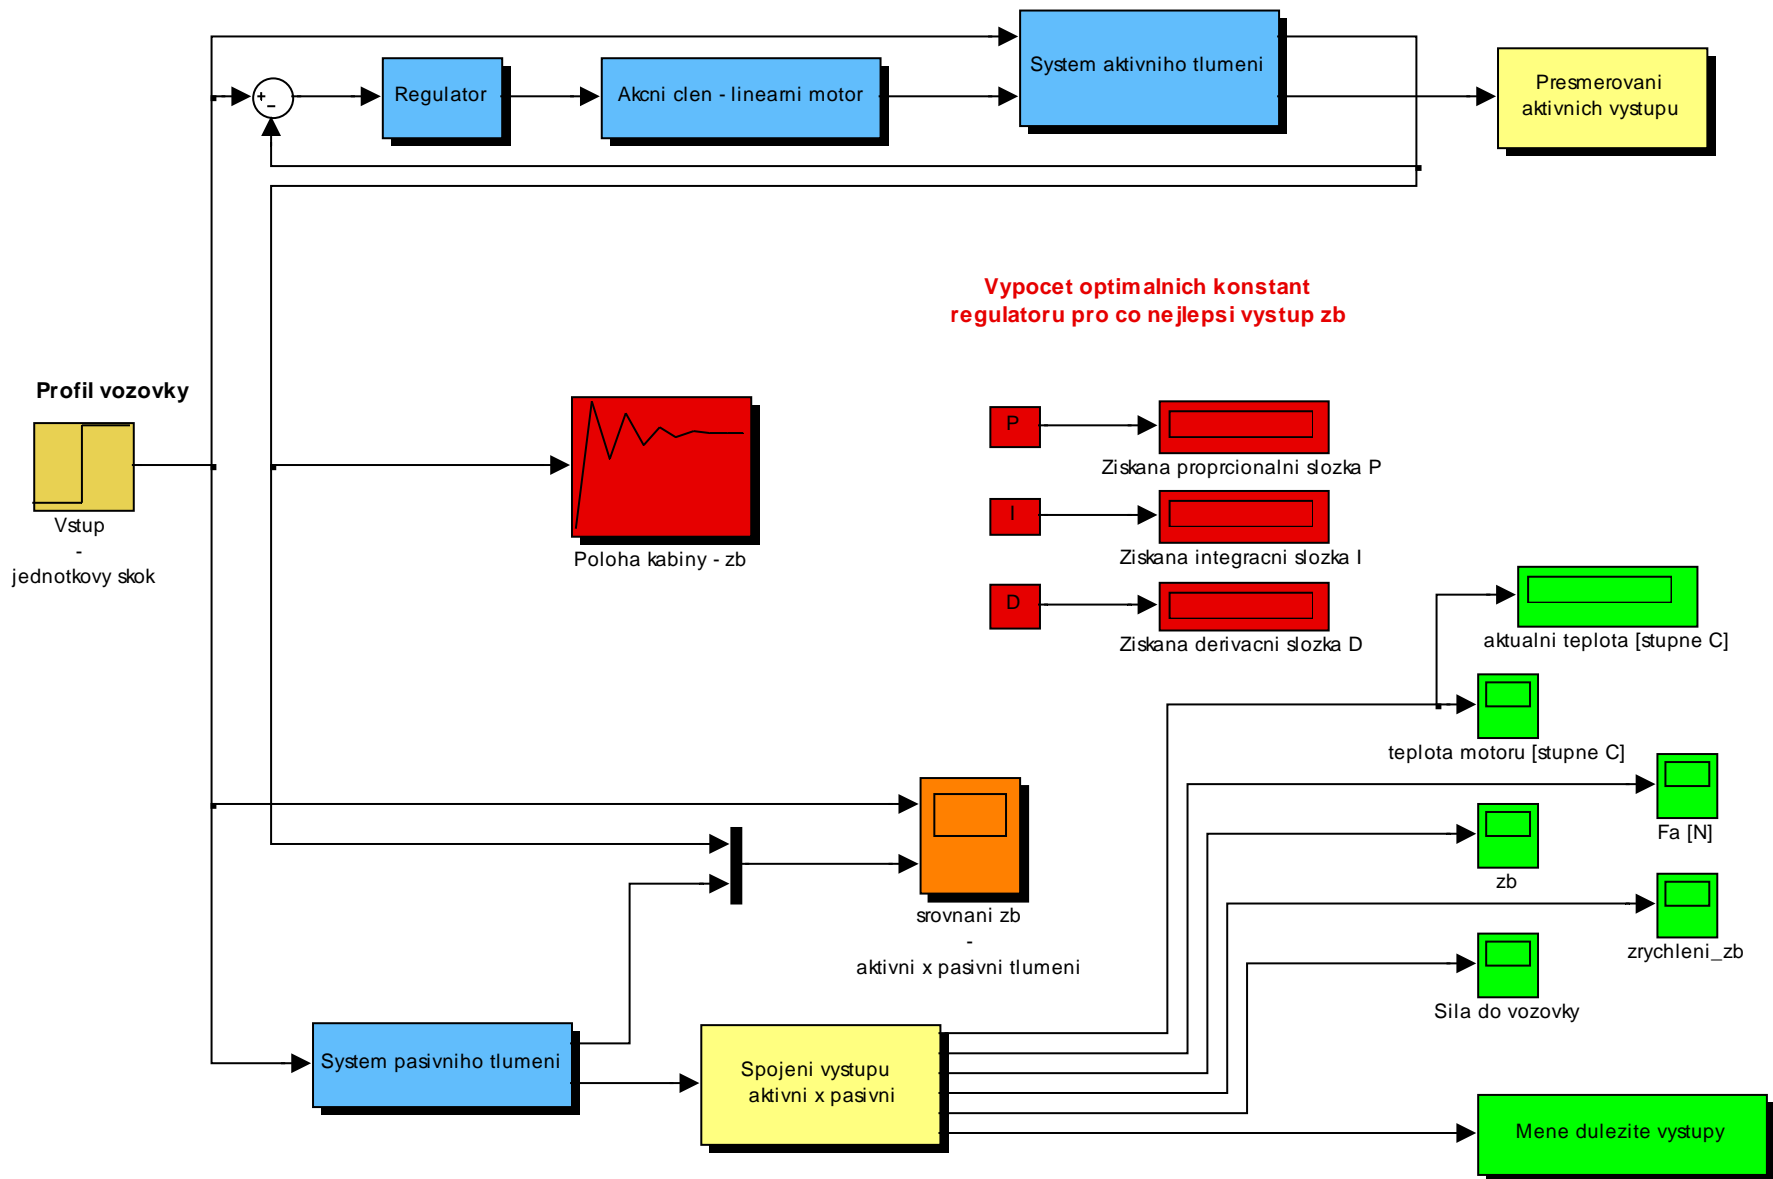 System aktivniho tlumeni
Presmerovani
aktivnich vystupu
Regulator
Akcni clen - linearni motor
+
-
Vypocet optimalnich konstant
regulatoru pro co nejlepsi vystup zb
Profil vozovky
Vstup
-
jednotkovy skok
Poloha kabiny - zb
P
Ziskana proprcionalni slozka P
I
Ziskana integracni slozka I
D
Ziskana derivacni slozka D
aktualni teplota [stupne C]
teplota motoru [stupne C]
Fa [N]
zb
zrychleni_zb
Sila do vozovky
srovnani zb
-
aktivni x pasivni tlumeni
System pasivniho tlumeni
Spojeni vystupu
aktivni x pasivni
Mene dulezite vystupy